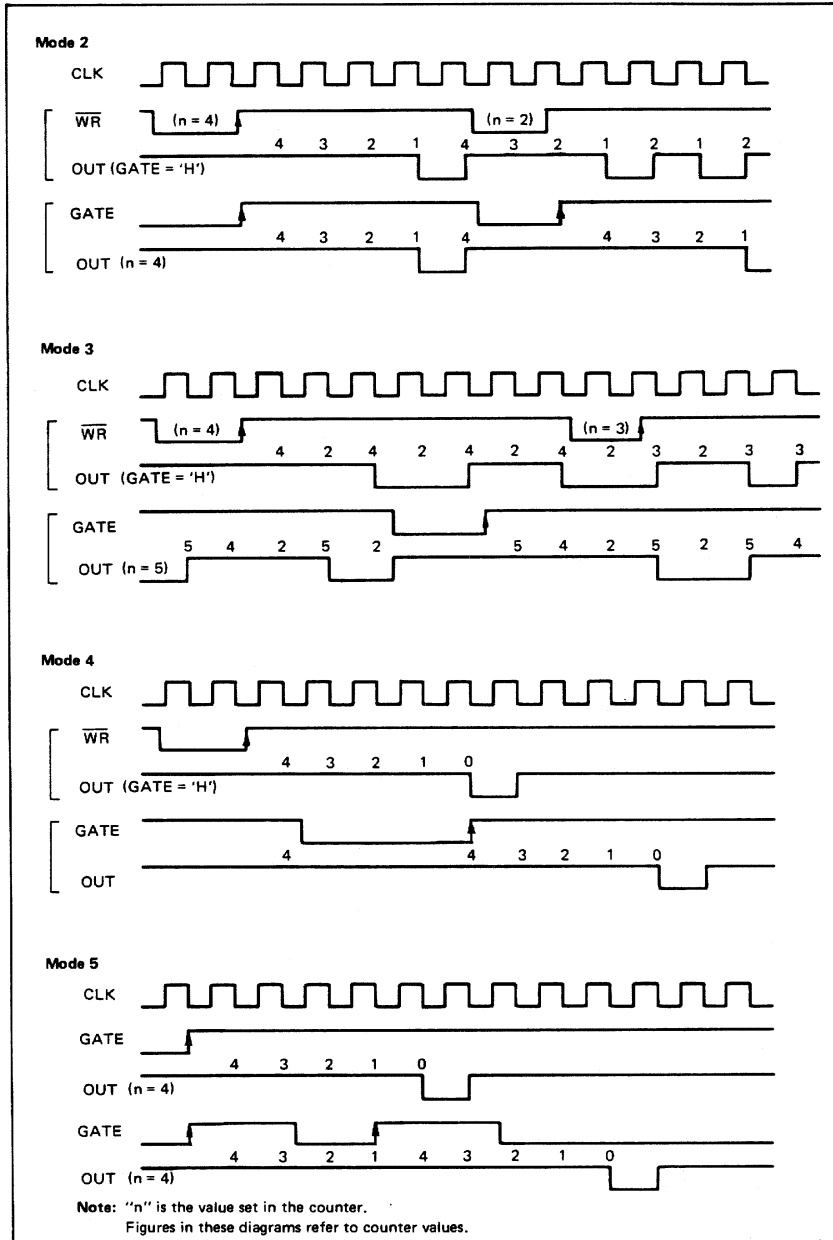 Mode 2
CLK
WR (n = 4) (n = 2)
4 3 2 1 4 3 2 1 2 1 2
OUT (GATE = 'H')
GATE
4 3 2 1 4 4 3 2 1
OUT (n = 4)
Mode 3
CLK
WR (n = 4) (n = 3)
4 2 4 2 4 2 4 2 3 2 3 3
OUT (GATE = 'H')
GATE
5 4 2 5 2 5 4 2 5 2 5 4
OUT (n = 5)
Mode 4
CLK
WR
4 3 2 1 0
OUT (GATE = 'H')
GATE
4 4 3 2 1 0
OUT
Mode 5
CLK
GATE
4 3 2 1 0
OUT (n = 4)
GATE
4 3 2 1 4 3 2 1 0
OUT (n = 4)
Note: "n" is the value set in the counter.
Figures in these diagrams refer to counter values.